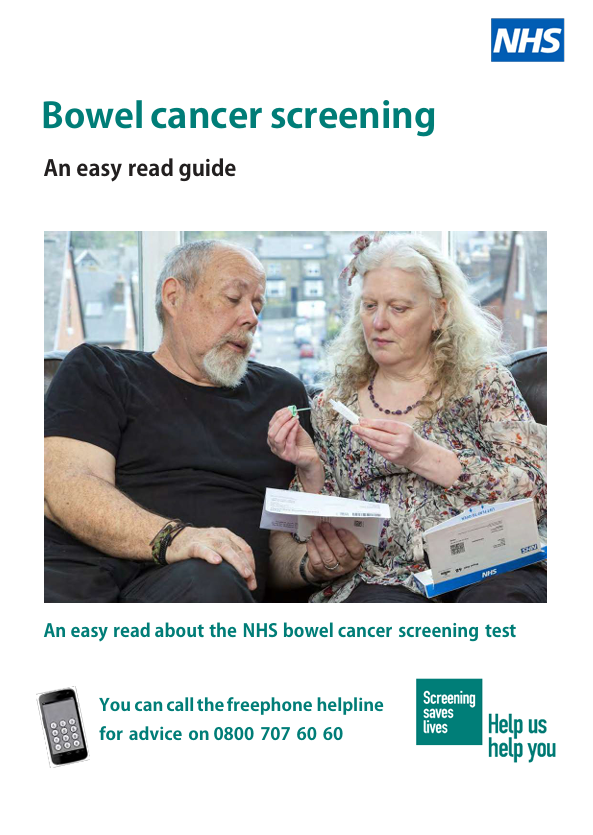 NHS
Bowel cancer screening
An easy read guide
NHS
An easy read about the NHS bowel cancer screening test
You can call the freephone helpline
for advice on 0800 707 60 60
Screening
saves
lives
Help us
help you